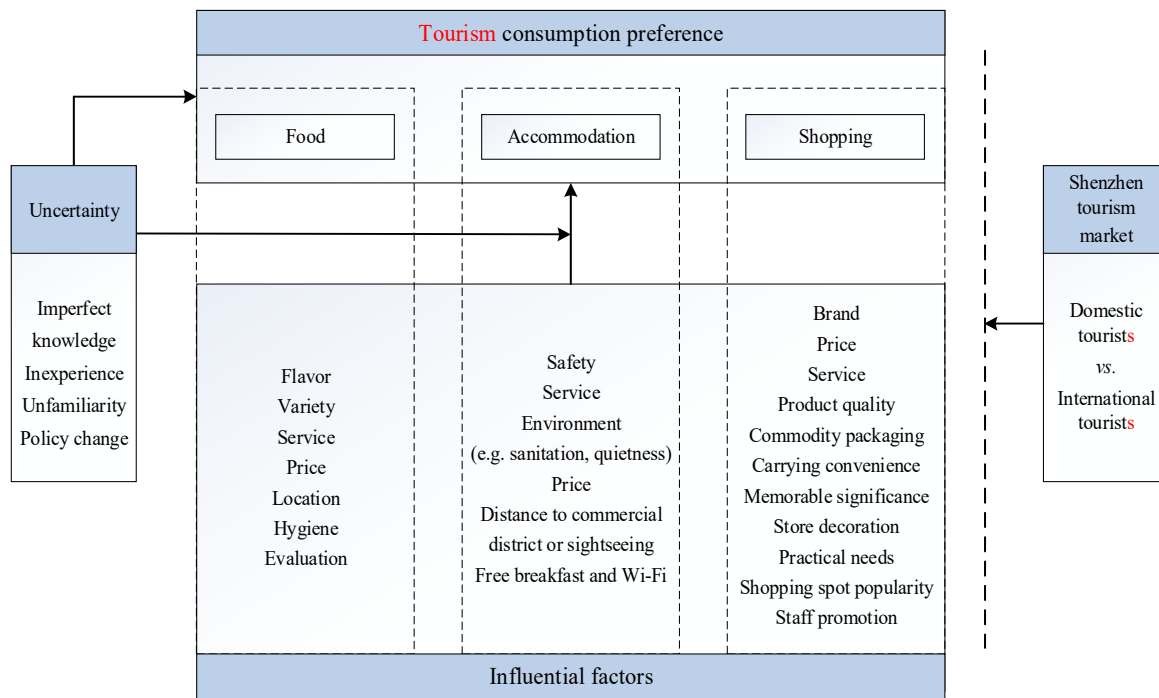 Tourism consumption preference
Food
Accommodation
Shopping
Uncertainty
Imperfect
knowledge
Inexperience
Unfamiliarity
Policy change
Flavor
Variety
Service
Price
Location
Hygiene
Evaluation
Safety
Service
Environment
(e.g. sanitation, quietness)
Price
Distance to commercial
district or sightseeing
Free breakfast and Wi-Fi
Brand
Price
Service
Product quality
Commodity packaging
Carrying convenience
Memorable significance
Store decoration
Practical needs
Shopping spot popularity
Staff promotion
Influential factors
Shenzhen
tourism
market
Domestic
tourists
vs.
International
tourists